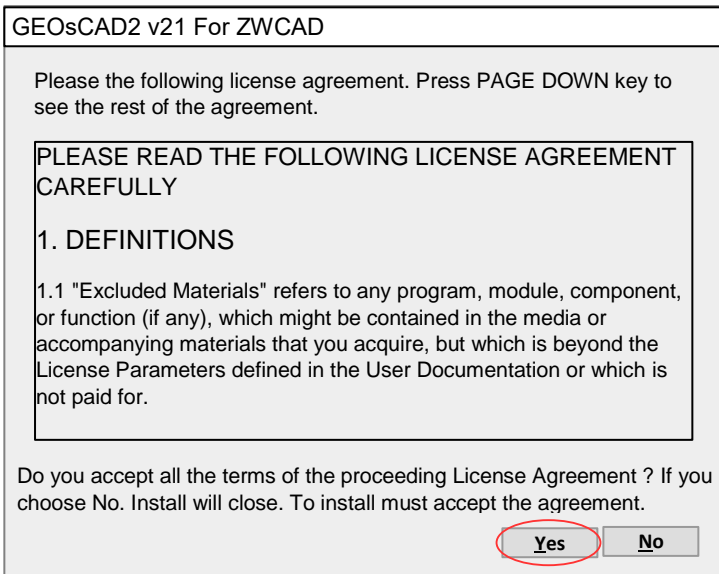 GEOsCAD2 v21 For ZWCAD
Please the following license agreement. Press PAGE DOWN key to
see the rest of the agreement.
PLEASE READ THE FOLLOWING LICENSE AGREEMENT
CAREFULLY
1. DEFINITIONS
1.1 "Excluded Materials" refers to any program, module, component,
or function (if any), which might be contained in the media or
accompanying materials that you acquire, but which is beyond the
License Parameters defined in the User Documentation or which is
not paid for.
Do you accept all the terms of the proceeding License Agreement ? If you
choose No. Install will close. To install must accept the agreement.
Yes No